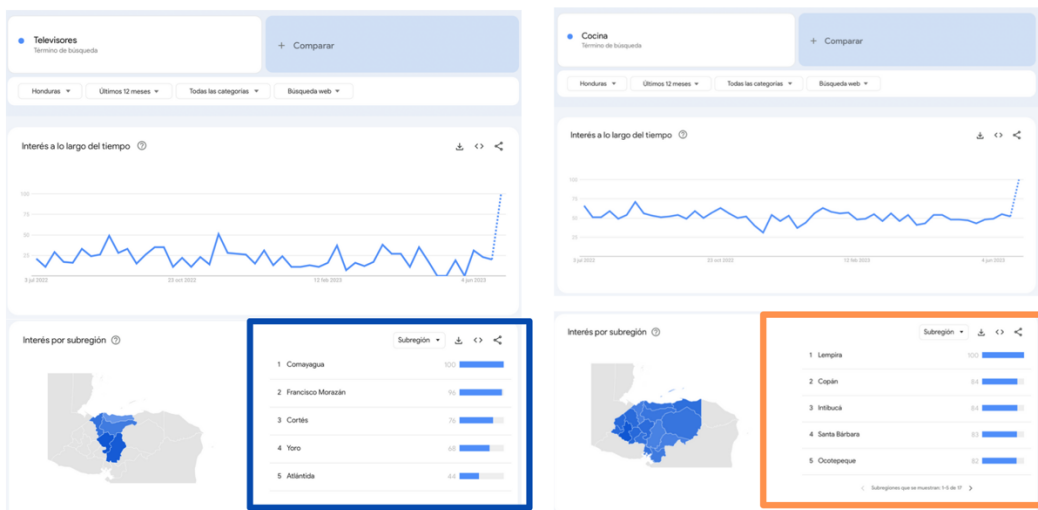 Televisores
Término de búsqueda
+ Comparar
Honduras
Últimos 12 meses
Todas las categorías
Búsqueda web
Interés a lo largo del tiempo
100
75
50
25
3 jul 2022
23 oct 2022
12 feb 2023
4 jun 2023
Interés por subregión
Subregión
1 Comayagua 100
2 Francisco Morazán 96
3 Cortés 76
4 Yoro 68
5 Atlántida 44
Cocina
Término de búsqueda
+ Comparar
Honduras
Últimos 12 meses
Todas las categorías
Búsqueda web
Interés a lo largo del tiempo
100
75
50
25
3 jul 2022
23 oct 2022
12 feb 2023
4 jun 2023
Interés por subregión
Subregión
1 Lempira 100
2 Copán 84
3 Intibucá 84
4 Santa Bárbara 83
5 Ocotepeque 82
Subregiones que se muestran: 1-5 de 17